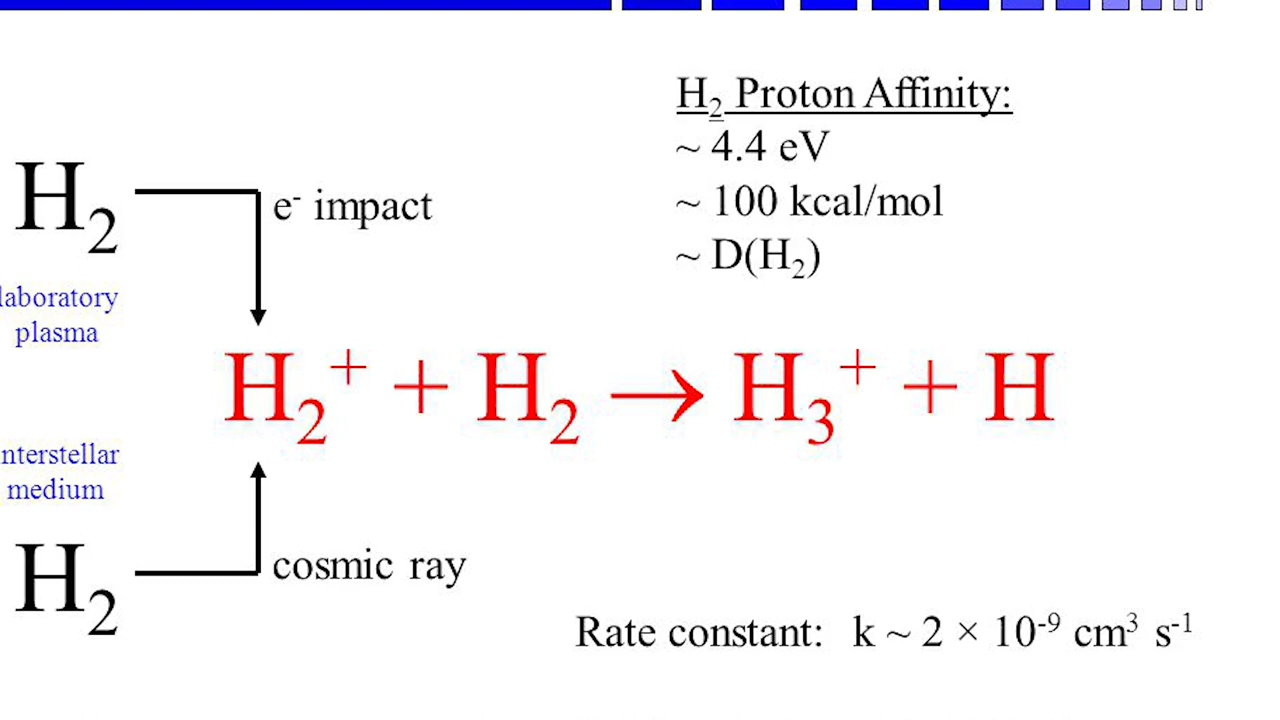 H₂ Proton Affinity:
~ 4.4 eV
~ 100 kcal/mol
~ D(H₂)
H₂
e⁻ impact
laboratory
plasma
H₂⁺ + H₂ → H₃⁺ + H
nterstellar
medium
H₂
cosmic ray
Rate constant: k ~ 2 × 10⁻⁹ cm³ s⁻¹